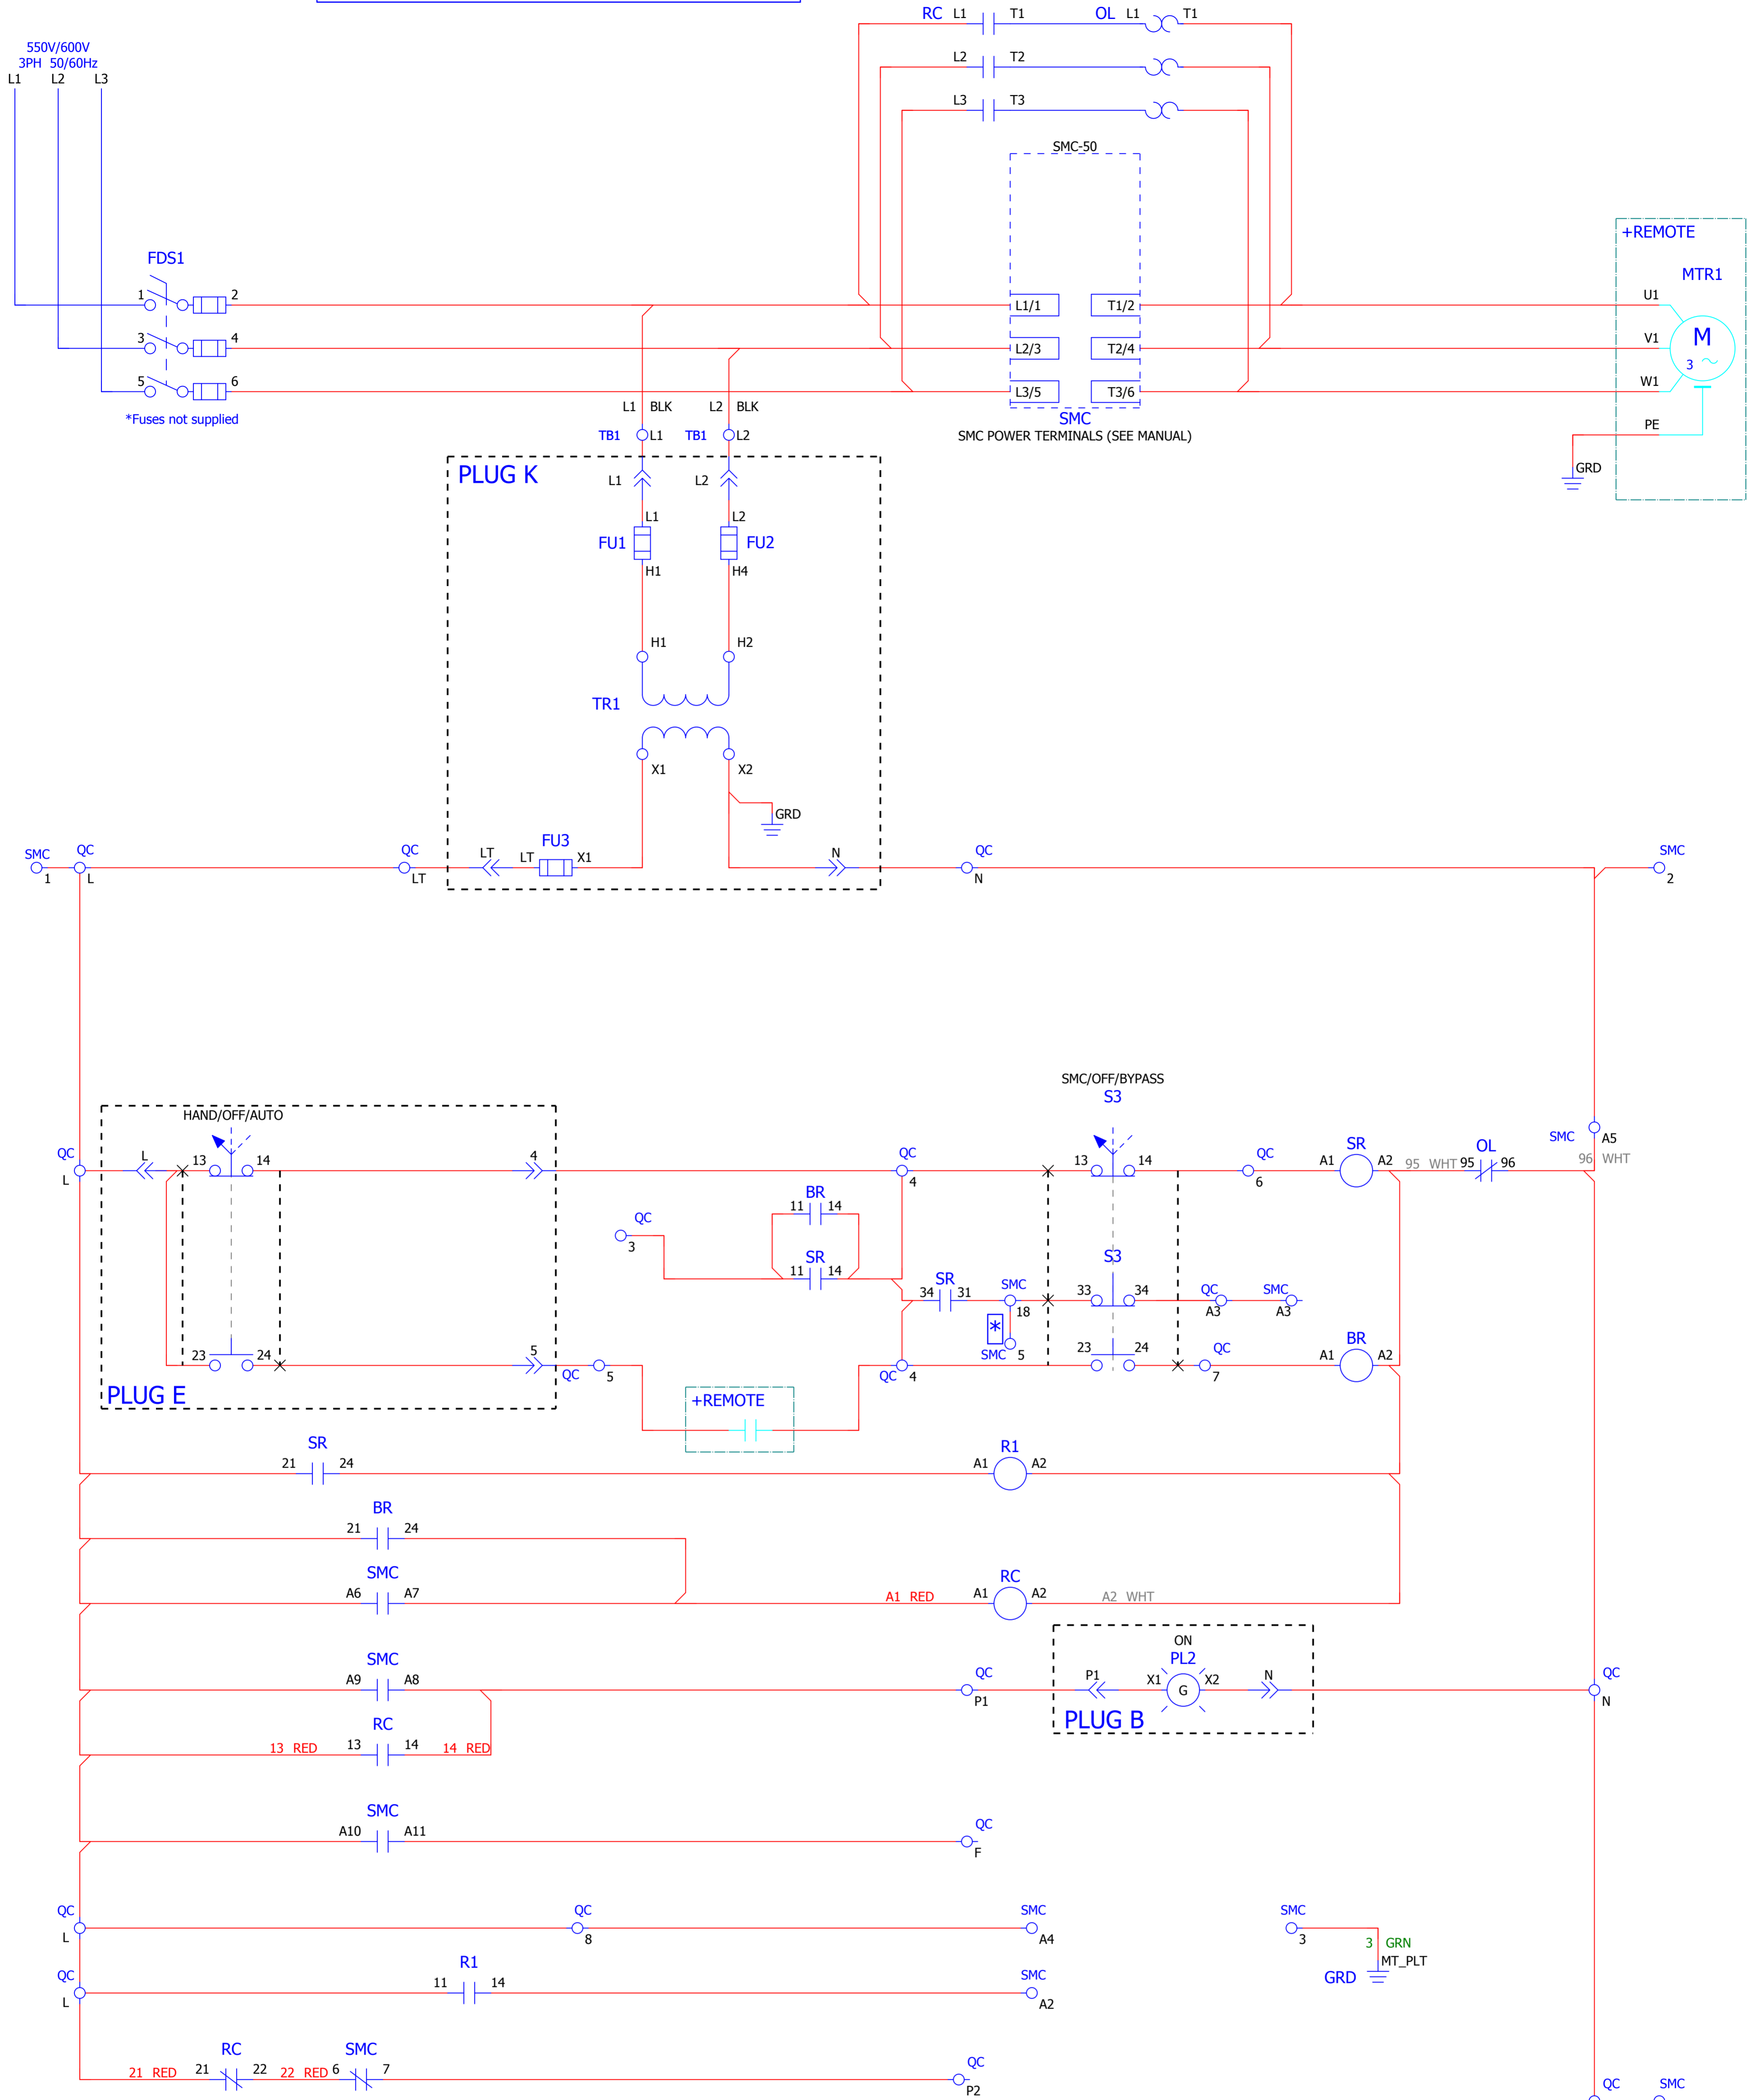 RC L1 T1 OL L1 T1
550V/600V
3PH 50/60Hz
L1 L2 L3
L2 T2
L3 T3
SMC-50
+REMOTE
FDS1
MTR1
1 2 L1/1 T1/2 U1
3 4 L2/3 T2/4 V1 M
3
5 6 L3/5 T3/6 W1
*Fuses not supplied
L1 BLK L2 BLK
SMC
SMC POWER TERMINALS (SEE MANUAL)
PE
TB1 L1 TB1 L2
GRD
PLUG K
L1 L2
L1 L2
FU1 FU2
H1 H4
H1 H2
TR1
X1 X2
GRD
SMC QC QC FU3 QC SMC
LT LT X1 N
1 L LT N 2
SMC/OFF/BYPASS
S3
HAND/OFF/AUTO
QC L 13 14 4 QC 13 14 QC SR OL SMC A5
A1 A2 95 WHT 95 96 96 WHT
L 4 6
BR
11 14
QC
3
SR
11 14
S3
SR SMC QC SMC
34 31 33 34
18 A3 A3
*
SMC 5
23 24 5 QC 5 QC 4 23 24 QC 7 BR A1 A2
PLUG E
+REMOTE
SR R1
21 24 A1 A2
BR
21 24
SMC RC
A6 A7 A1 RED A1 A2 A2 WHT
ON
SMC QC PL2 QC
A9 A8 P1 P1 X1 G X2 N N
PLUG B
RC
13 RED 13 14 14 RED
SMC
A10 A11 QC
F
QC QC SMC SMC
L 8 A4 3
3 GRN
MT_PLT
GRD
QC R1 SMC
11 14
L A2
RC SMC
21 RED 21 22 22 RED 6 7 QC
P2
QC SMC